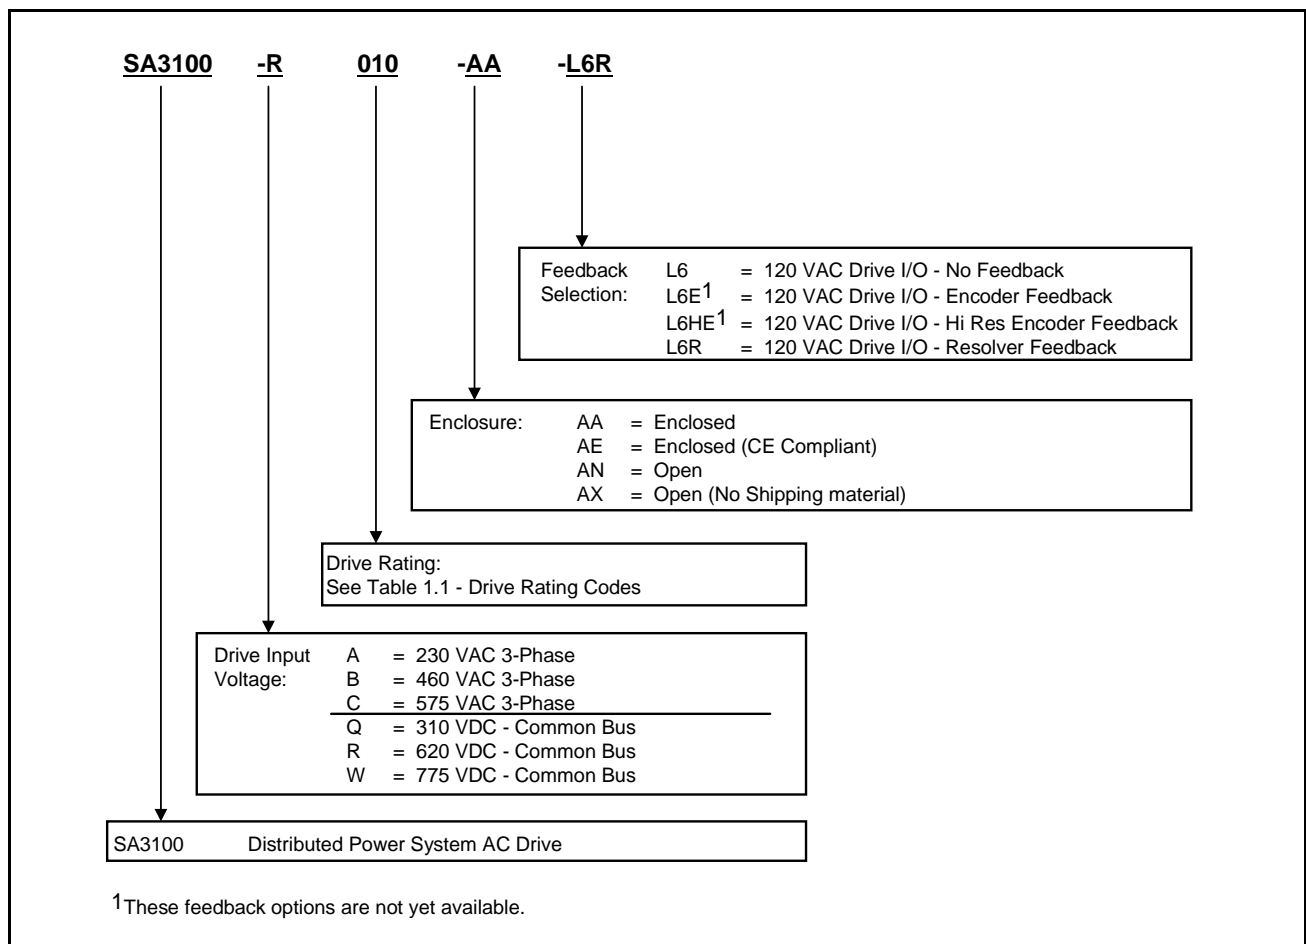 SA3100 -R 010 -AA -L6R
Feedback Selection: L6 = 120 VAC Drive I/O - No Feedback
L6E1 = 120 VAC Drive I/O - Encoder Feedback
L6HE1 = 120 VAC Drive I/O - Hi Res Encoder Feedback
L6R = 120 VAC Drive I/O - Resolver Feedback
Enclosure: AA = Enclosed
AE = Enclosed (CE Compliant)
AN = Open
AX = Open (No Shipping material)
Drive Rating:
See Table 1.1 - Drive Rating Codes
Drive Input Voltage: A = 230 VAC 3-Phase
B = 460 VAC 3-Phase
C = 575 VAC 3-Phase
Q = 310 VDC - Common Bus
R = 620 VDC - Common Bus
W = 775 VDC - Common Bus
SA3100 Distributed Power System AC Drive
1These feedback options are not yet available.